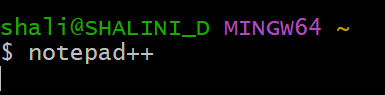 shali@SHALINI_D MINGW64 ~
$ notepad++